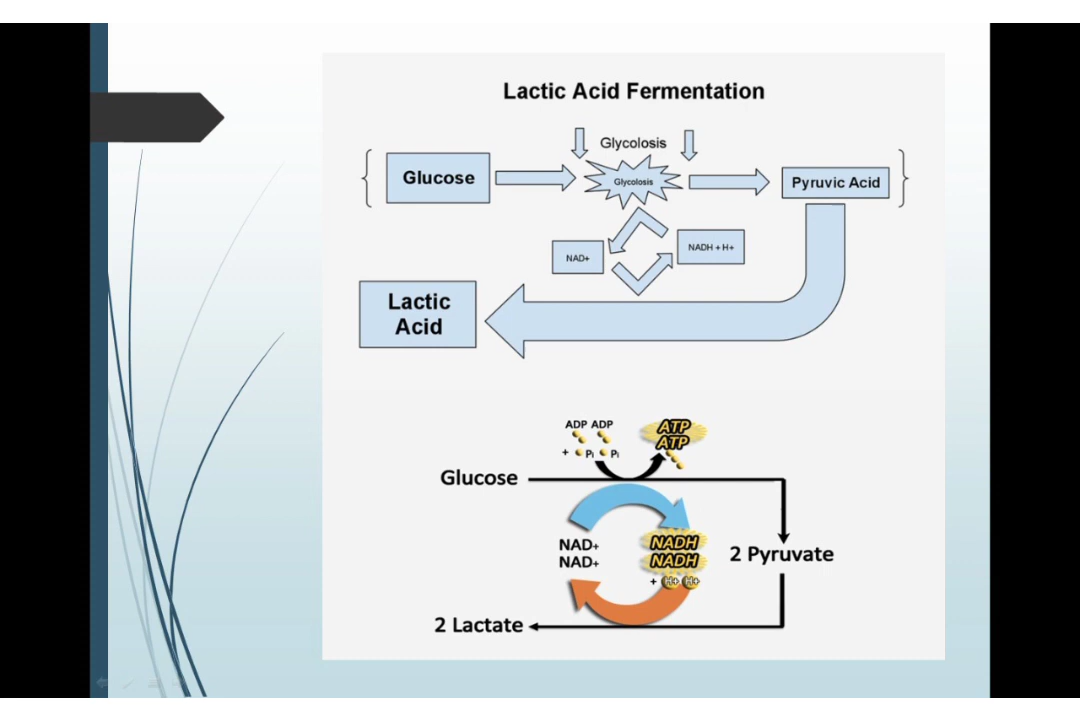 Lactic Acid Fermentation
Glycolosis
Glucose
Glycolosis
Pyruvic Acid
NAD+
NADH + H+
Lactic
Acid
ADP ADP
+ Pi Pi
ATP
ATP
Glucose
NAD+
NAD+
NADH
NADH
+ H+ H+
2 Pyruvate
2 Lactate